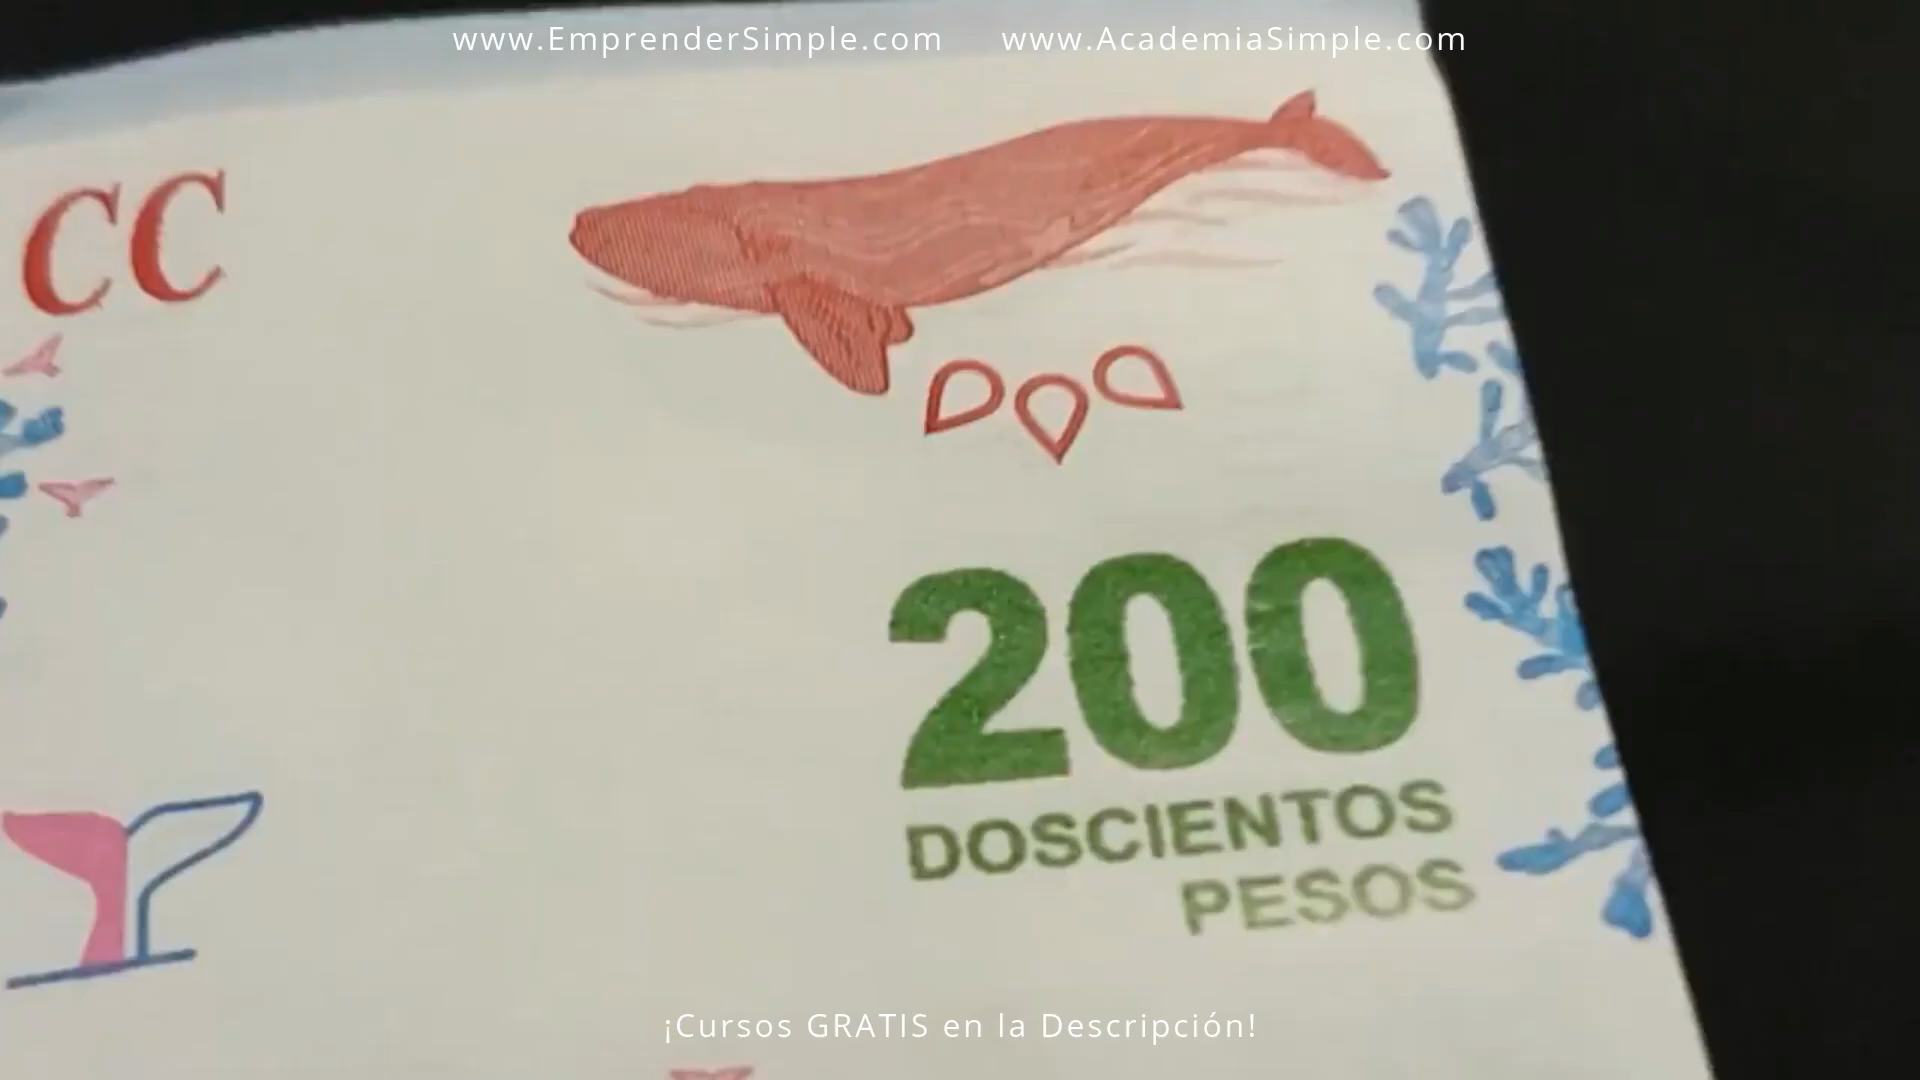 www.EmprenderSimple.com www.AcademiaSimple.com
CC
200
DOSCIENTOS
PESOS
¡Cursos GRATIS en la Descripción!